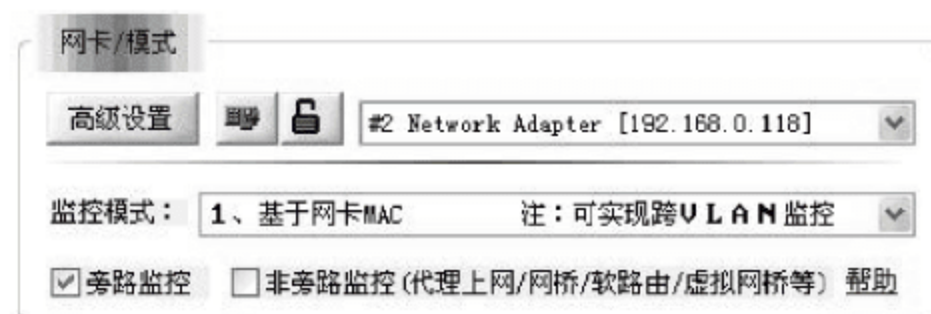 网卡/模式
高级设置 #2 Network Adapter [192.168.0.118]
监控模式： 1、基于网卡MAC 注：可实现跨VLAN监控
旁路监控 非旁路监控(代理上网/网桥/软路由/虚拟网桥等) 帮助